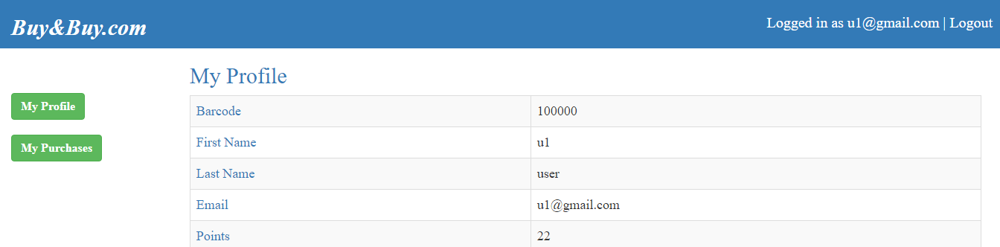 Buy&Buy.com
Logged in as u1@gmail.com | Logout
My Profile
My Purchases
My Profile
Barcode 100000
First Name u1
Last Name user
Email u1@gmail.com
Points 22